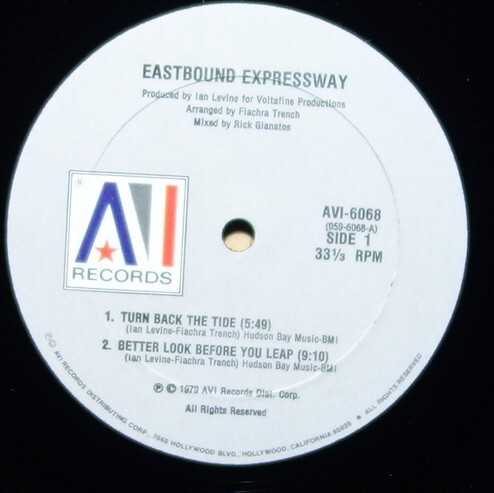 EASTBOUND EXPRESSWAY
Produced by Ian Levine for Voltafine Productions
Arranged by Fiachra Trench
Mixed by Rick Gianatos
®
AVI
RECORDS
AVI-6068
(059-6068-A)
SIDE 1
33⅓ RPM
1. TURN BACK THE TIDE (5:49)
(Ian Levine-Fiachra Trench) Hudson Bay Music-BMI
2. BETTER LOOK BEFORE YOU LEAP (9:10)
(Ian Levine-Fiachra Trench) Hudson Bay Music-BMI
℗ © 1979 AVI Records Dist. Corp.
All Rights Reserved
℗© AVI RECORDS DISTRIBUTING CORP., 7060 HOLLYWOOD BLVD., HOLLYWOOD, CALIFORNIA 90028 ★ ALL RIGHTS RESERVED